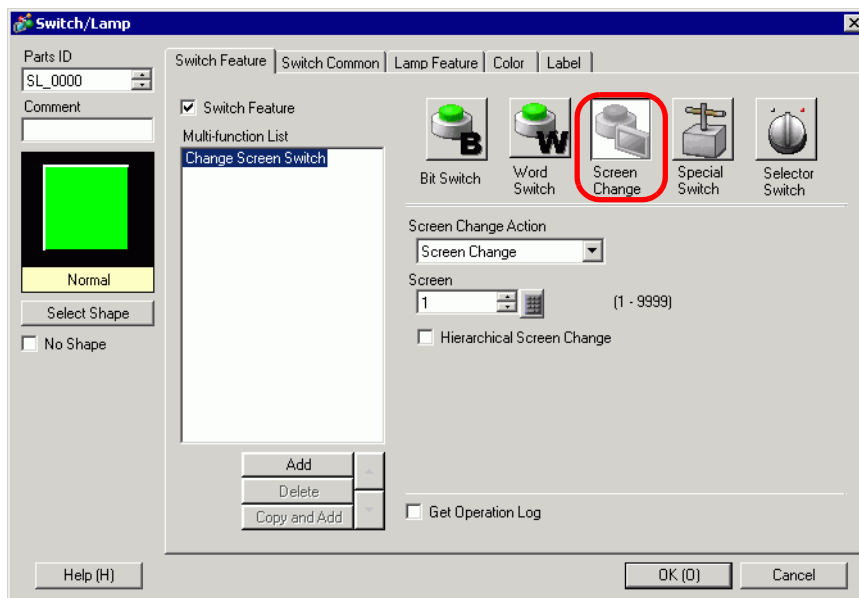 Switch/Lamp
Parts ID
SL_0000
Comment
Normal
Select Shape
No Shape
Switch Feature
Switch Common
Lamp Feature
Color
Label
Switch Feature
Multi-function List
Change Screen Switch
Add
Delete
Copy and Add
B
W
Bit Switch
Word
Switch
Screen
Change
Special
Switch
Selector
Switch
Screen Change Action
Screen Change
Screen
1
(1 - 9999)
Hierarchical Screen Change
Get Operation Log
Help (H)
OK (O)
Cancel